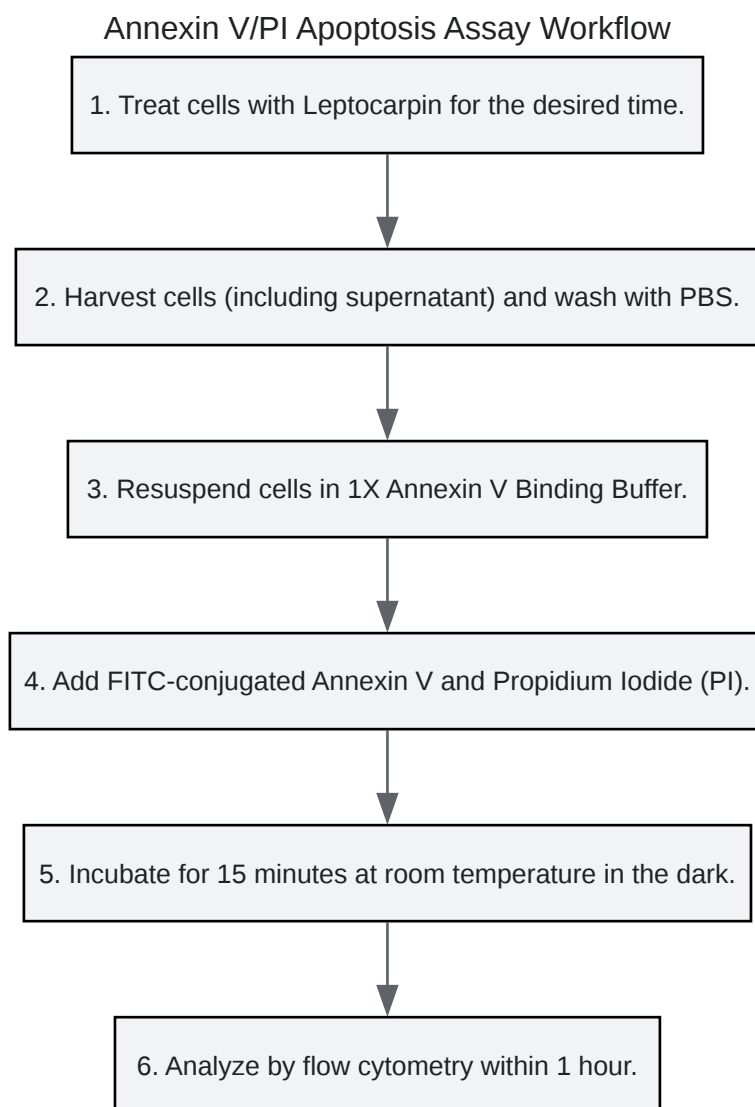 Annexin V/PI Apoptosis Assay Workflow
1. Treat cells with Leptocarpin for the desired time.
2. Harvest cells (including supernatant) and wash with PBS.
3. Resuspend cells in 1X Annexin V Binding Buffer.
4. Add FITC-conjugated Annexin V and Propidium Iodide (PI).
5. Incubate for 15 minutes at room temperature in the dark.
6. Analyze by flow cytometry within 1 hour.